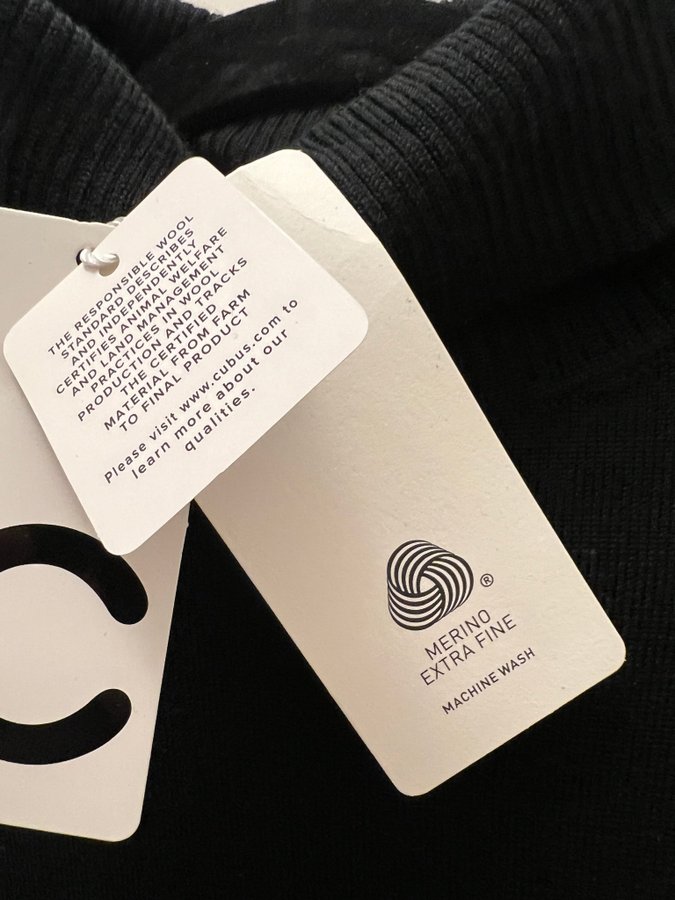 THE RESPONSIBLE WOOL
STANDARD DESCRIBES
AND INDEPENDENTLY
CERTIFIES ANIMAL WELFARE
AND LAND MANAGEMENT
PRACTICES IN WOOL
PRODUCTION AND TRACKS
THE CERTIFIED
MATERIAL FROM FARM
TO FINAL PRODUCT
Please visit www.cubus.com to
learn more about our
qualities.
®
MERINO
EXTRA FINE
MACHINE WASH